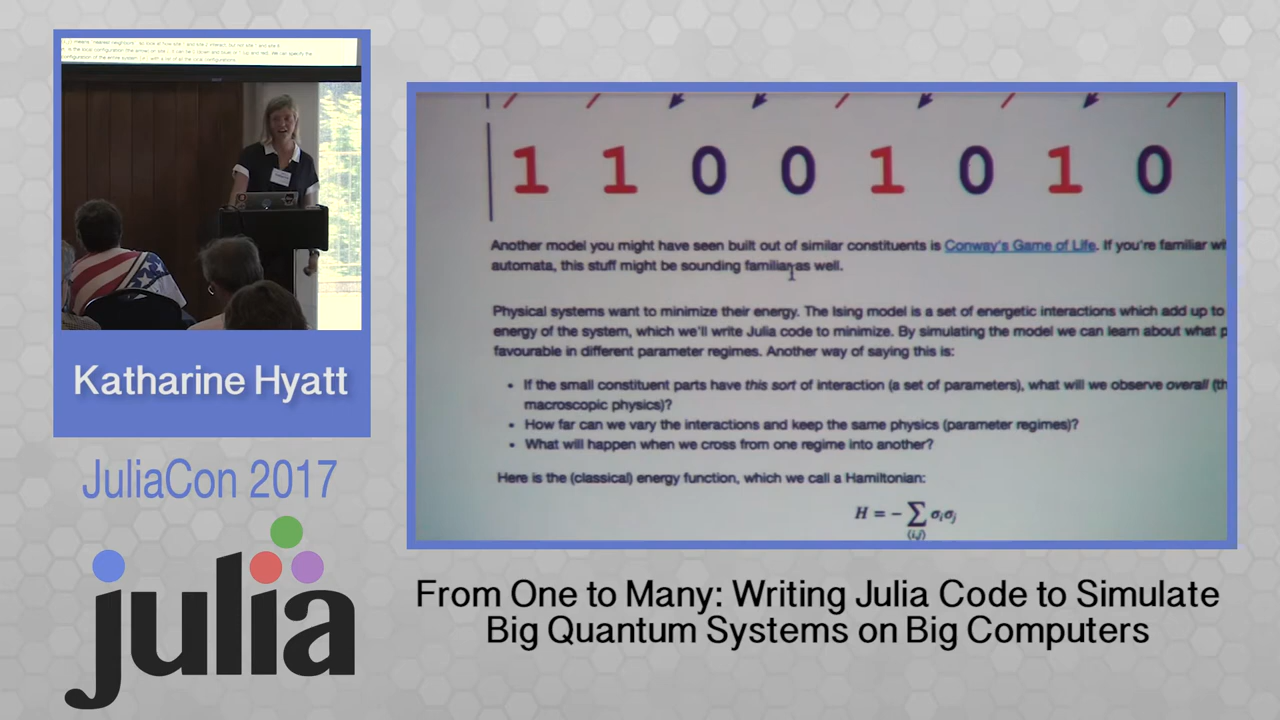 1 1 0 0 1 0 1 0
Another model you might have seen built out of similar constituents is Conway's Game of Life. If you're familiar wi
automata, this stuff might be sounding familiar as well.
Physical systems want to minimize their energy. The Ising model is a set of energetic interactions which add up to
energy of the system, which we'll write Julia code to minimize. By simulating the model we can learn about what p
favourable in different parameter regimes. Another way of saying this is:
• If the small constituent parts have this sort of interaction (a set of parameters), what will we observe overall (th
macroscopic physics)?
• How far can we vary the interactions and keep the same physics (parameter regimes)?
• What will happen when we cross from one regime into another?
Here is the (classical) energy function, which we call a Hamiltonian:
H = − ∑ σiσj
⟨i,j⟩
Katharine Hyatt
JuliaCon 2017
julia
From One to Many: Writing Julia Code to Simulate
Big Quantum Systems on Big Computers